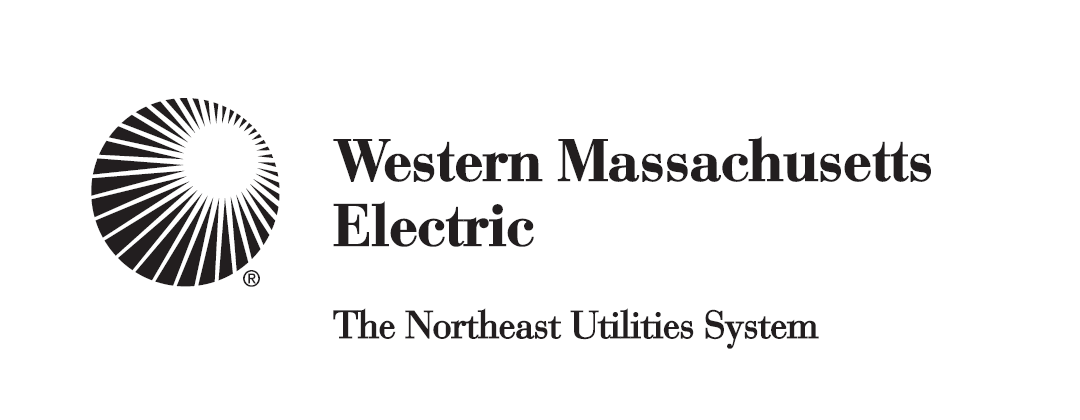 Western Massachusetts
Electric
®
The Northeast Utilities System